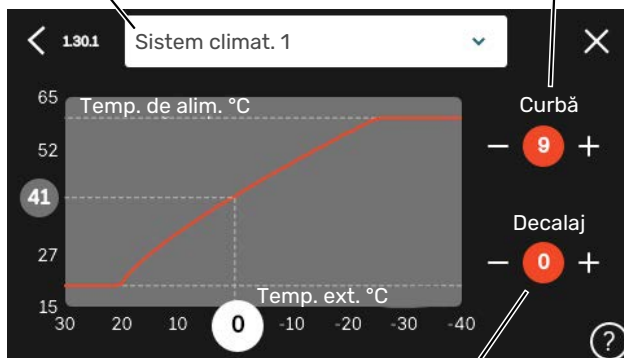 1.30.1 Sistem climat. 1
65 Temp. de alim. °C Curbă
52 9
41
Decalaj
27 0
Temp. ext. °C
15
30 20 10 0 -10 -20 -30 -40
?